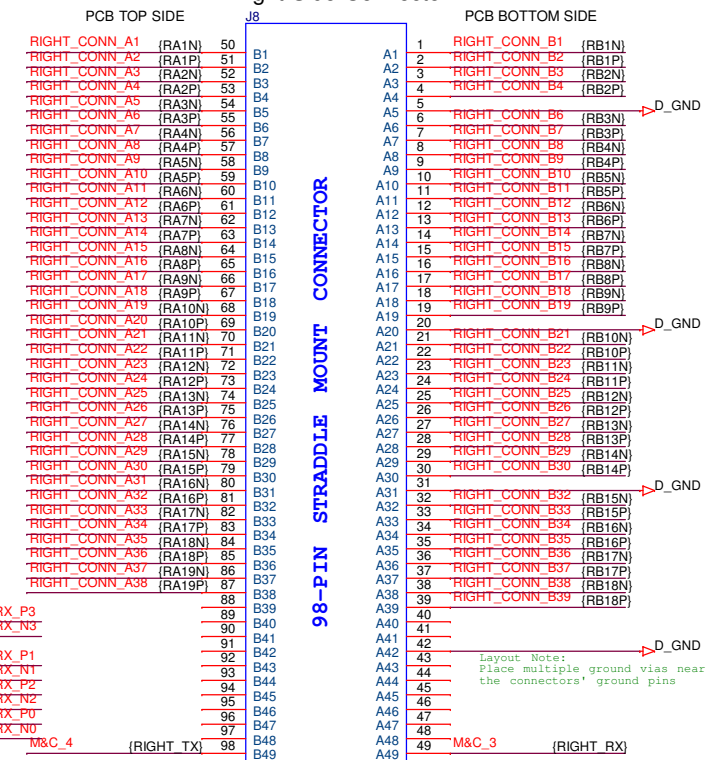 PCB TOP SIDE J8 PCB BOTTOM SIDE
RIGHT_CONN_A1 {RA1N} 50 B1 A1 1 RIGHT_CONN_B1 {RB1N}
RIGHT_CONN_A2 {RA1P} 51 B2 A2 2 RIGHT_CONN_B2 {RB1P}
RIGHT_CONN_A3 {RA2N} 52 B3 A3 3 RIGHT_CONN_B3 {RB2N}
RIGHT_CONN_A4 {RA2P} 53 B4 A4 4 RIGHT_CONN_B4 {RB2P}
RIGHT_CONN_A5 {RA3N} 54 B5 A5 5 D_GND
RIGHT_CONN_A6 {RA3P} 55 B6 A6 6 RIGHT_CONN_B6 {RB3N}
RIGHT_CONN_A7 {RA4N} 56 B7 A7 7 RIGHT_CONN_B7 {RB3P}
RIGHT_CONN_A8 {RA4P} 57 B8 A8 8 RIGHT_CONN_B8 {RB4N}
RIGHT_CONN_A9 {RA5N} 58 B9 A9 9 RIGHT_CONN_B9 {RB4P}
RIGHT_CONN_A10 {RA5P} 59 B10 A10 10 RIGHT_CONN_B10 {RB5N}
RIGHT_CONN_A11 {RA6N} 60 B11 A11 11 RIGHT_CONN_B11 {RB5P}
RIGHT_CONN_A12 {RA6P} 61 B12 A12 12 RIGHT_CONN_B12 {RB6N}
RIGHT_CONN_A13 {RA7N} 62 B13 A13 13 RIGHT_CONN_B13 {RB6P}
RIGHT_CONN_A14 {RA7P} 63 B14 A14 14 RIGHT_CONN_B14 {RB7N}
RIGHT_CONN_A15 {RA8N} 64 B15 A15 15 RIGHT_CONN_B15 {RB7P}
RIGHT_CONN_A16 {RA8P} 65 B16 A16 16 RIGHT_CONN_B16 {RB8N}
RIGHT_CONN_A17 {RA9N} 66 B17 A17 17 RIGHT_CONN_B17 {RB8P}
RIGHT_CONN_A18 {RA9P} 67 B18 A18 18 RIGHT_CONN_B18 {RB9N}
RIGHT_CONN_A19 {RA10N} 68 B19 A19 19 RIGHT_CONN_B19 {RB9P}
RIGHT_CONN_A20 {RA10P} 69 B20 A20 20 D_GND
RIGHT_CONN_A21 {RA11N} 70 B21 A21 21 RIGHT_CONN_B21 {RB10N}
RIGHT_CONN_A22 {RA11P} 71 B22 A22 22 RIGHT_CONN_B22 {RB10P}
RIGHT_CONN_A23 {RA12N} 72 B23 A23 23 RIGHT_CONN_B23 {RB11N}
RIGHT_CONN_A24 {RA12P} 73 B24 A24 24 RIGHT_CONN_B24 {RB11P}
RIGHT_CONN_A25 {RA13N} 74 B25 A25 25 RIGHT_CONN_B25 {RB12N}
RIGHT_CONN_A26 {RA13P} 75 B26 A26 26 RIGHT_CONN_B26 {RB12P}
RIGHT_CONN_A27 {RA14N} 76 B27 A27 27 RIGHT_CONN_B27 {RB13N}
RIGHT_CONN_A28 {RA14P} 77 B28 A28 28 RIGHT_CONN_B28 {RB13P}
RIGHT_CONN_A29 {RA15N} 78 B29 A29 29 RIGHT_CONN_B29 {RB14N}
RIGHT_CONN_A30 {RA15P} 79 B30 A30 30 RIGHT_CONN_B30 {RB14P}
RIGHT_CONN_A31 {RA16N} 80 B31 A31 31 D_GND
RIGHT_CONN_A32 {RA16P} 81 B32 A32 32 RIGHT_CONN_B32 {RB15N}
RIGHT_CONN_A33 {RA17N} 82 B33 A33 33 RIGHT_CONN_B33 {RB15P}
RIGHT_CONN_A34 {RA17P} 83 B34 A34 34 RIGHT_CONN_B34 {RB16N}
RIGHT_CONN_A35 {RA18N} 84 B35 A35 35 RIGHT_CONN_B35 {RB16P}
RIGHT_CONN_A36 {RA18P} 85 B36 A36 36 RIGHT_CONN_B36 {RB17N}
RIGHT_CONN_A37 {RA19N} 86 B37 A37 37 RIGHT_CONN_B37 {RB17P}
RIGHT_CONN_A38 {RA19P} 87 B38 A38 38 RIGHT_CONN_B38 {RB18N}
88 B39 A39 39 RIGHT_CONN_B39 {RB18P}
RX_P3 89 B40 A40 40
RX_N3 90 B41 A41 41
91 B42 A42 42 D_GND
RX_P1 92 B43 A43 43
RX_N1 93 B44 A44 44
RX_P2 94 B45 A45 45
RX_N2 95 B46 A46 46
RX_P0 96 B47 A47 47
RX_N0 97 B48 A48 48
M&C_4 {RIGHT_TX} 98 B49 A49 49 M&C_3 {RIGHT_RX}
98-PIN STRADDLE MOUNT CONNECTOR
Layout Note:
Place multiple ground vias near
the connectors' ground pins